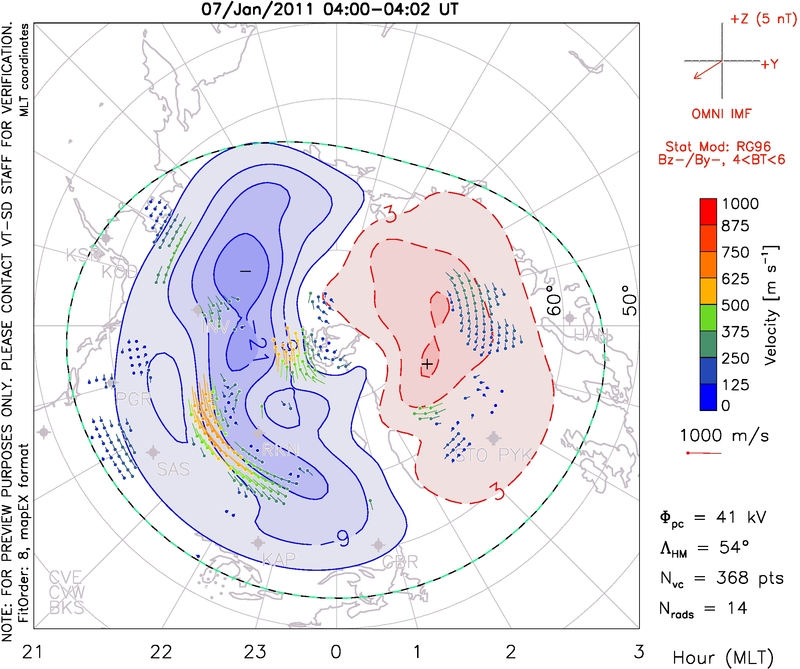 07/Jan/2011 04:00-04:02 UT
NOTE: FOR PREVIEW PURPOSES ONLY. PLEASE CONTACT VT-SD STAFF FOR VERIFICATION.
FitOrder: 8, mapEX format
MLT coordinates
+Z (5 nT)
+Y
OMNI IMF
Stat Mod: RG96
Bz-/By-, 4<BT<6
1000
875
775
625
500
375
250
125
0
Velocity [m s⁻¹]
1000 m/s
Φpc = 41 kV
ΛHM = 54°
Nvc = 368 pts
Nrads = 14
KSR
KOD
INV
PGR
SAS
RKN
KAP
GBR
STO
PYK
HAN
CVE
CVW
BKS
60°
50°
3
3
-9
-21
-
+
21
22
23
0
1
2
3
Hour (MLT)